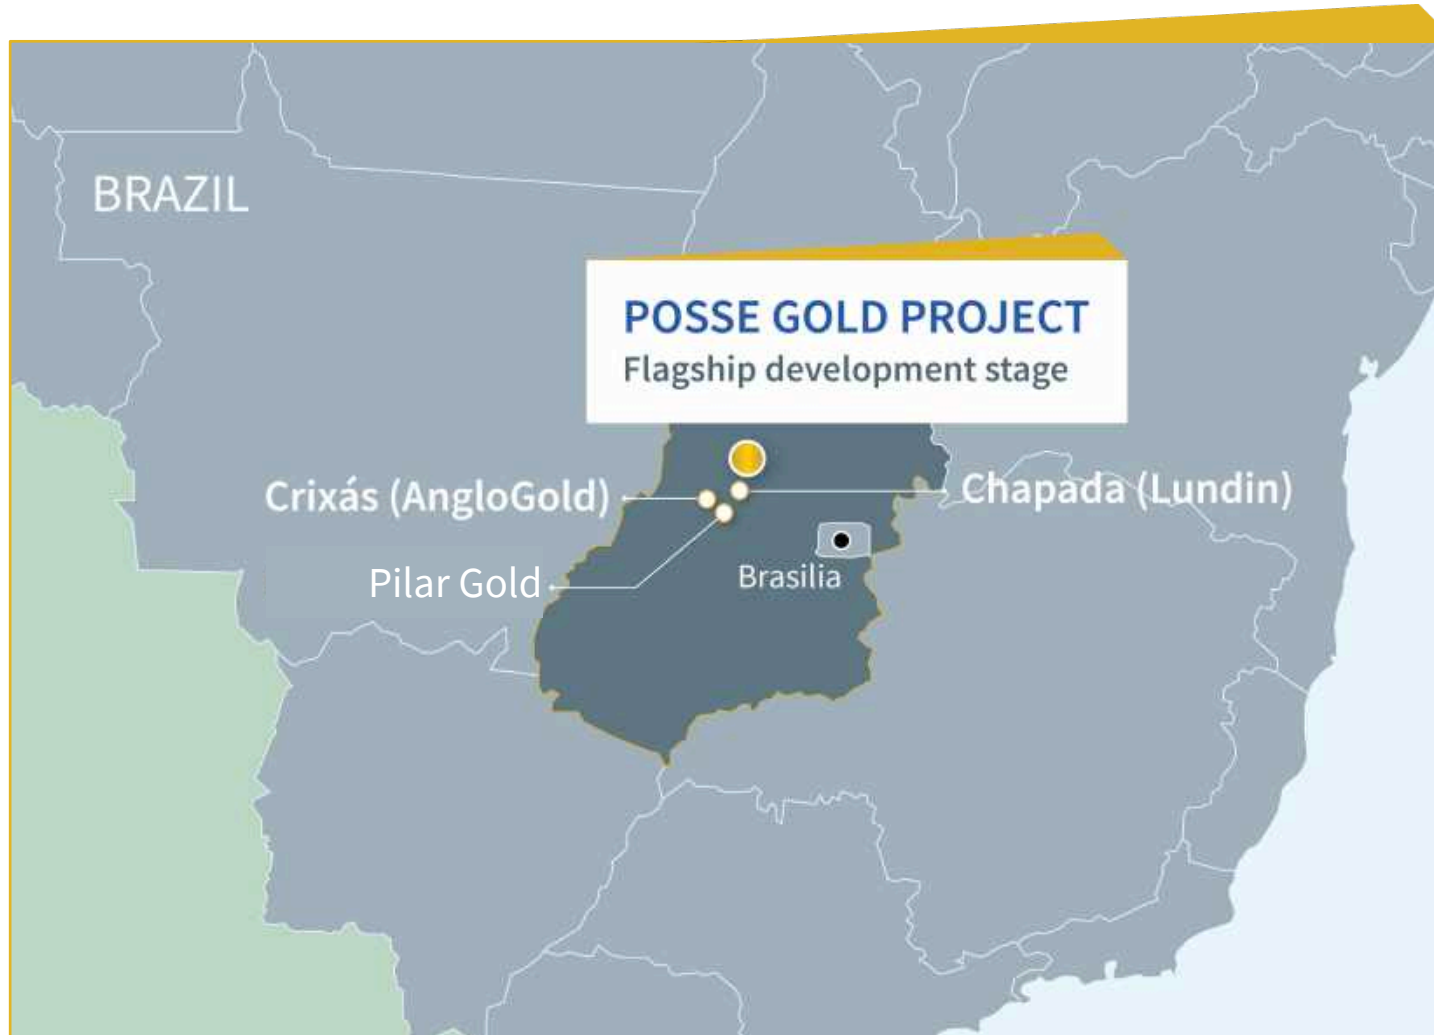 BRAZIL
POSSE GOLD PROJECT
Flagship development stage
Crixás (AngloGold)
Chapada (Lundin)
Pilar Gold
Brasilia